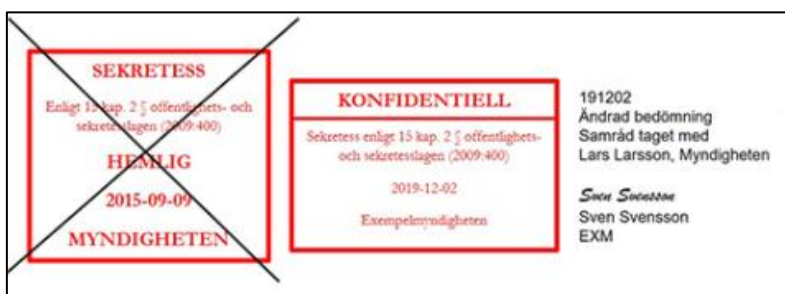 SEKRETESS
Enligt 15 kap. 2 § offentlighets- och
sekretesslagen (2009:400)
HEMLIG
2015-09-09
MYNDIGHETEN
KONFIDENTIELL
Sekretess enligt 15 kap. 2 § offentlighets-
och sekretesslagen (2009:400)
2019-12-02
Exempelmyndigheten
191202
Ändrad bedömning
Samråd taget med
Lars Larsson, Myndigheten
Sven Svensson
Sven Svensson
EXM